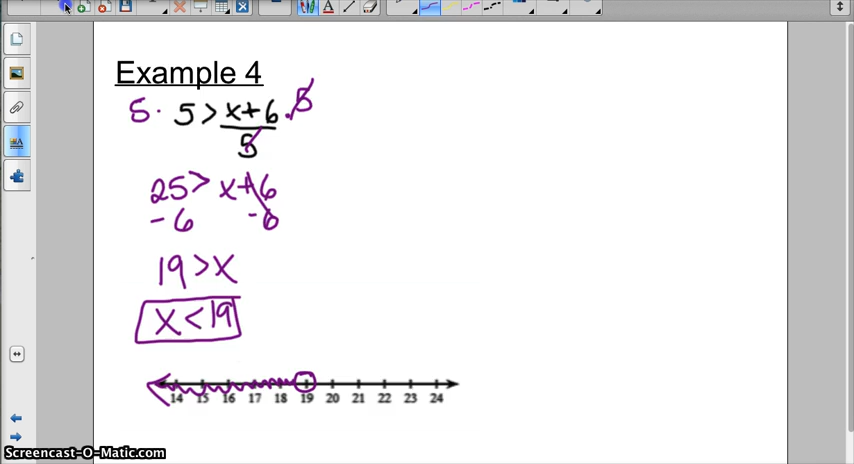 Example 4
5 · 5 > x+6 · 5
5
25 > x+6
-6 -6
19 > x
x < 19
14 15 16 17 18 19 20 21 22 23 24
Screencast-O-Matic.com